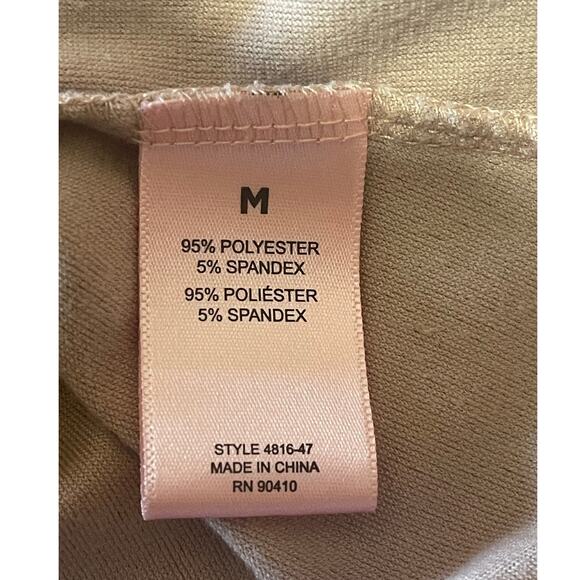 M
95% POLYESTER
5% SPANDEX
95% POLIÉSTER
5% SPANDEX
STYLE 4816-47
MADE IN CHINA
RN 90410